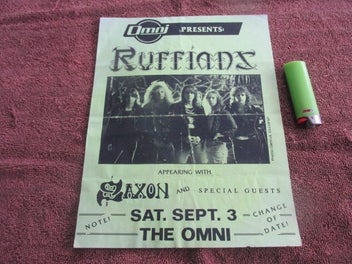 Omni PRESENTS:
Ruffians
APPEARING WITH
SAXON AND SPECIAL GUESTS
NOTE! SAT. SEPT. 3 CHANGE OF DATE!
THE OMNI